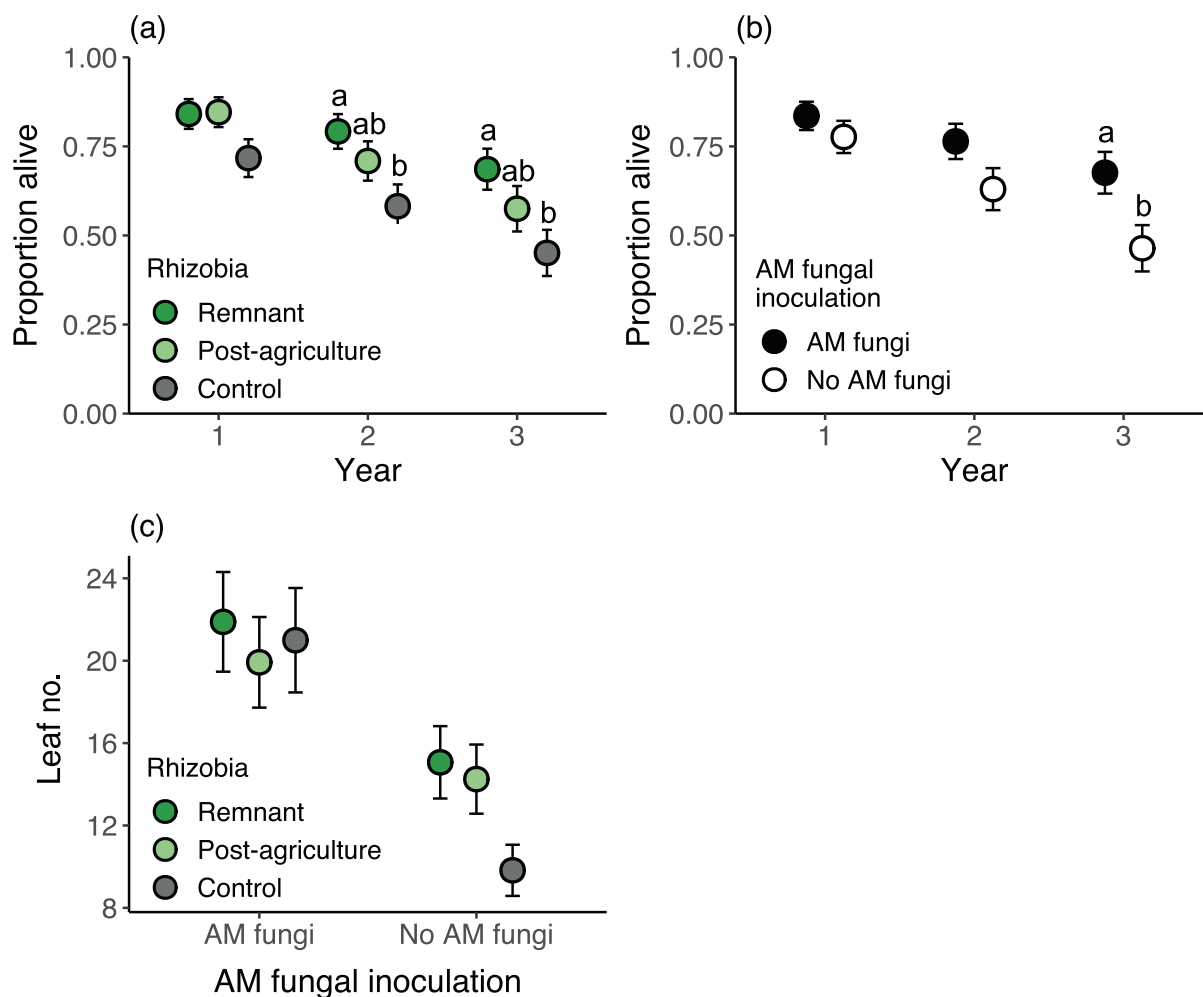 (a)
1.00
0.75
0.50
0.25
0.00
Proportion alive
a
ab
b
a
ab
b
Rhizobia
Remnant
Post-agriculture
Control
1 2 3
Year
(b)
1.00
0.75
0.50
0.25
0.00
Proportion alive
a
b
AM fungal
inoculation
AM fungi
No AM fungi
1 2 3
Year
(c)
24
20
16
12
8
Leaf no.
Rhizobia
Remnant
Post-agriculture
Control
AM fungi No AM fungi
AM fungal inoculation